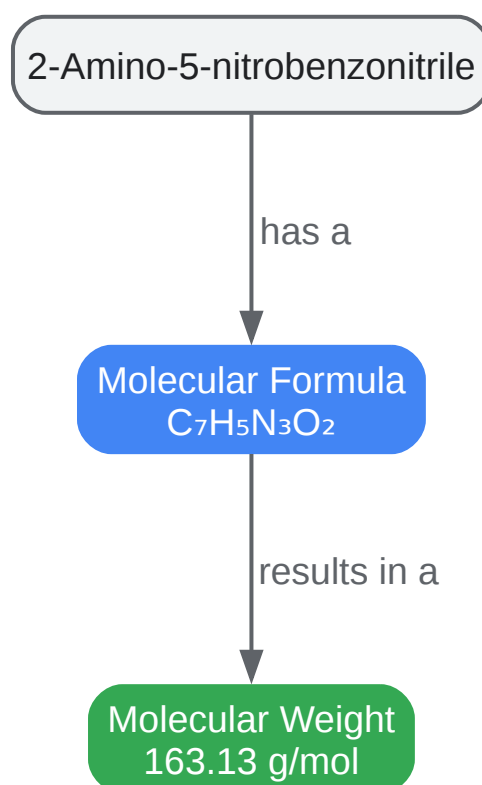 2-Amino-5-nitrobenzonitrile
has a
Molecular Formula
C₇H₅N₃O₂
results in a
Molecular Weight
163.13 g/mol